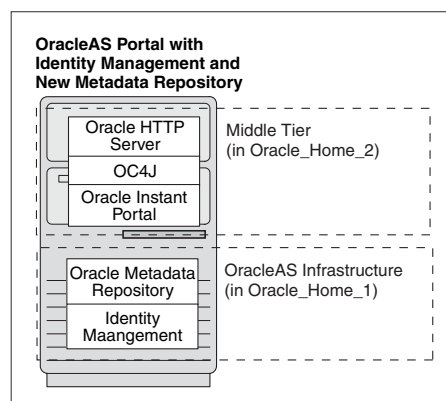 OracleAS Portal with
Identity Management and
New Metadata Repository
Oracle HTTP
Server
OC4J
Oracle Instant
Portal
Middle Tier
(in Oracle_Home_2)
Oracle Metadata
Repository
Identity
Maangement
OracleAS Infrastructure
(in Oracle_Home_1)